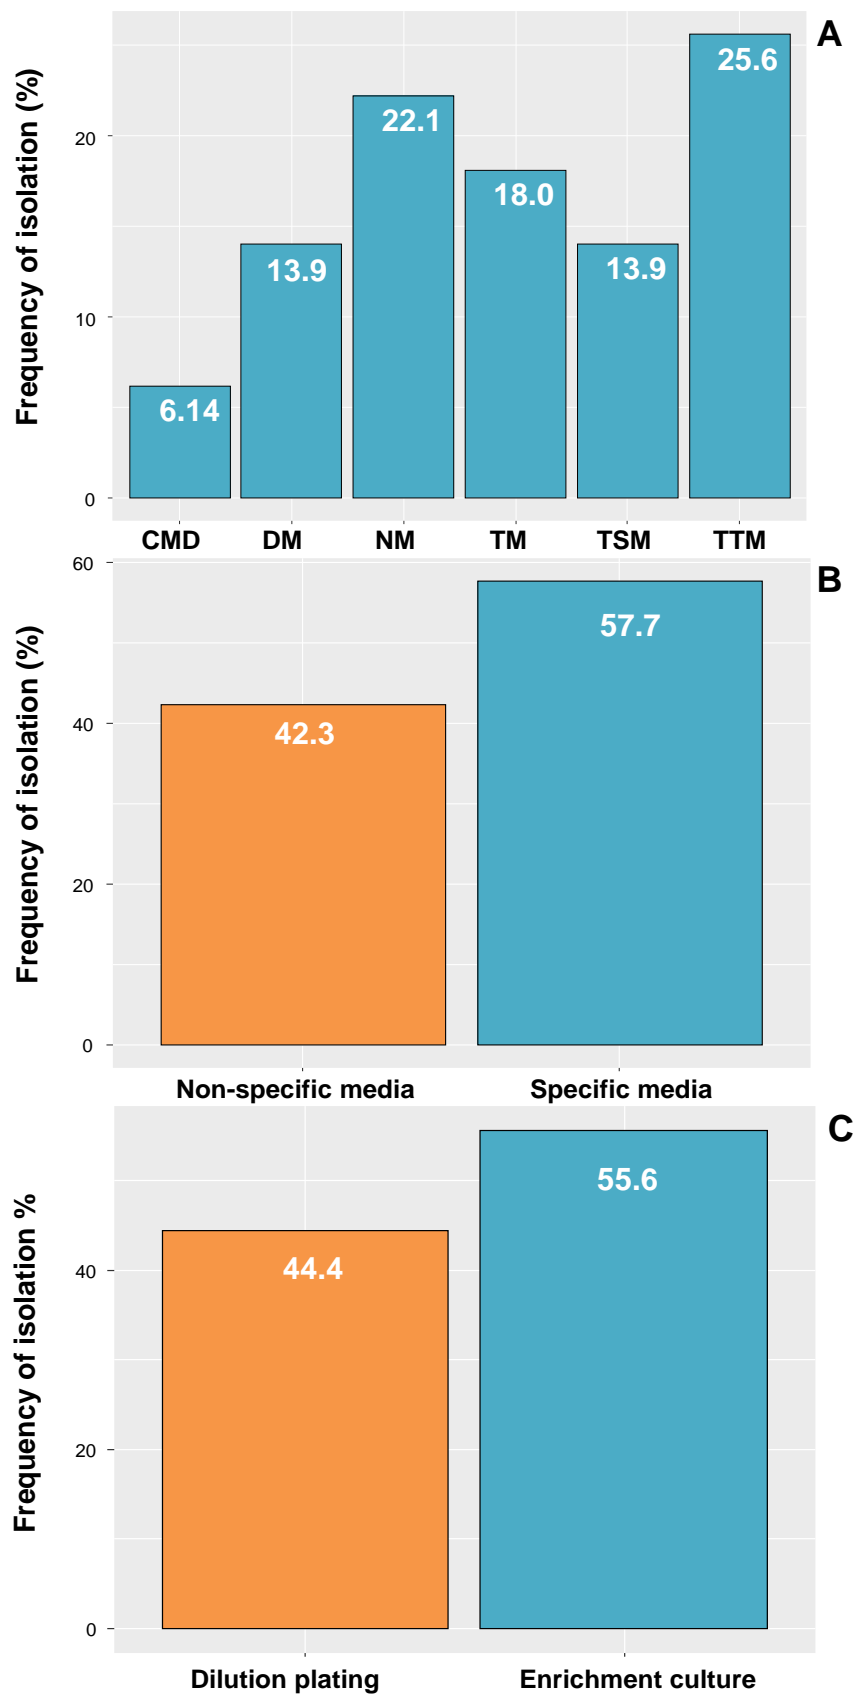 A
Frequency of isolation (%)
20
10
0
6.14
13.9
22.1
18.0
13.9
25.6
CMD DM NM TM TSM TTM
B
Frequency of isolation (%)
60
40
20
0
42.3
57.7
Non-specific media Specific media
C
Frequency of isolation %
40
20
0
44.4
55.6
Dilution plating Enrichment culture